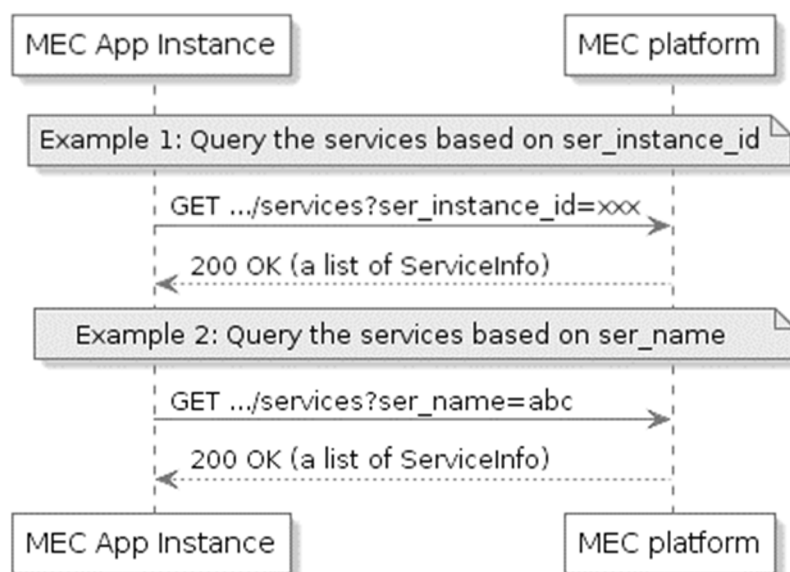 MEC App Instance
MEC platform
Example 1: Query the services based on ser_instance_id
GET .../services?ser_instance_id=xxx
200 OK (a list of ServiceInfo)
Example 2: Query the services based on ser_name
GET .../services?ser_name=abc
200 OK (a list of ServiceInfo)
MEC App Instance
MEC platform